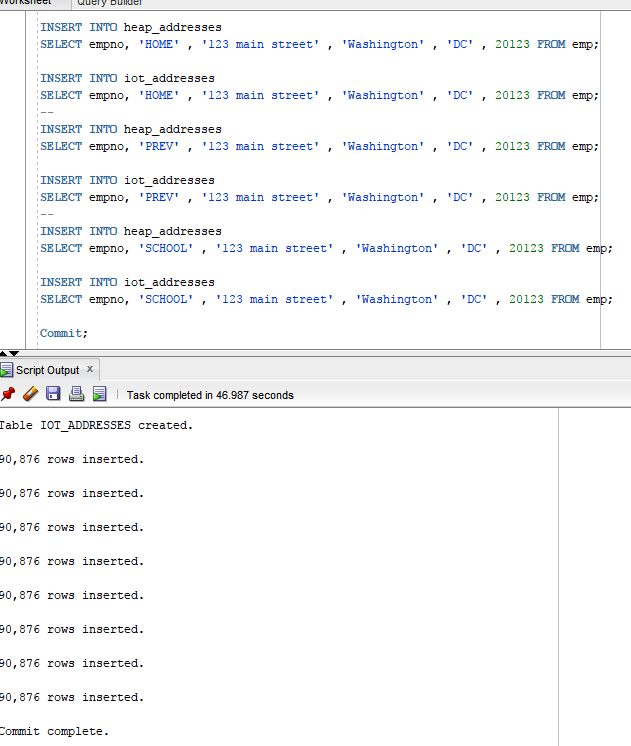 Worksheet Query Builder
INSERT INTO heap_addresses
SELECT empno, 'HOME' , '123 main street' , 'Washington' , 'DC' , 20123 FROM emp;
INSERT INTO iot_addresses
SELECT empno, 'HOME' , '123 main street' , 'Washington' , 'DC' , 20123 FROM emp;
--
INSERT INTO heap_addresses
SELECT empno, 'PREV' , '123 main street' , 'Washington' , 'DC' , 20123 FROM emp;
INSERT INTO iot_addresses
SELECT empno, 'PREV' , '123 main street' , 'Washington' , 'DC' , 20123 FROM emp;
--
INSERT INTO heap_addresses
SELECT empno, 'SCHOOL' , '123 main street' , 'Washington' , 'DC' , 20123 FROM emp;
INSERT INTO iot_addresses
SELECT empno, 'SCHOOL' , '123 main street' , 'Washington' , 'DC' , 20123 FROM emp;
Commit;
Script Output x
Task completed in 46.987 seconds
Table IOT_ADDRESSES created.
90,876 rows inserted.
90,876 rows inserted.
90,876 rows inserted.
90,876 rows inserted.
90,876 rows inserted.
90,876 rows inserted.
90,876 rows inserted.
90,876 rows inserted.
Commit complete.